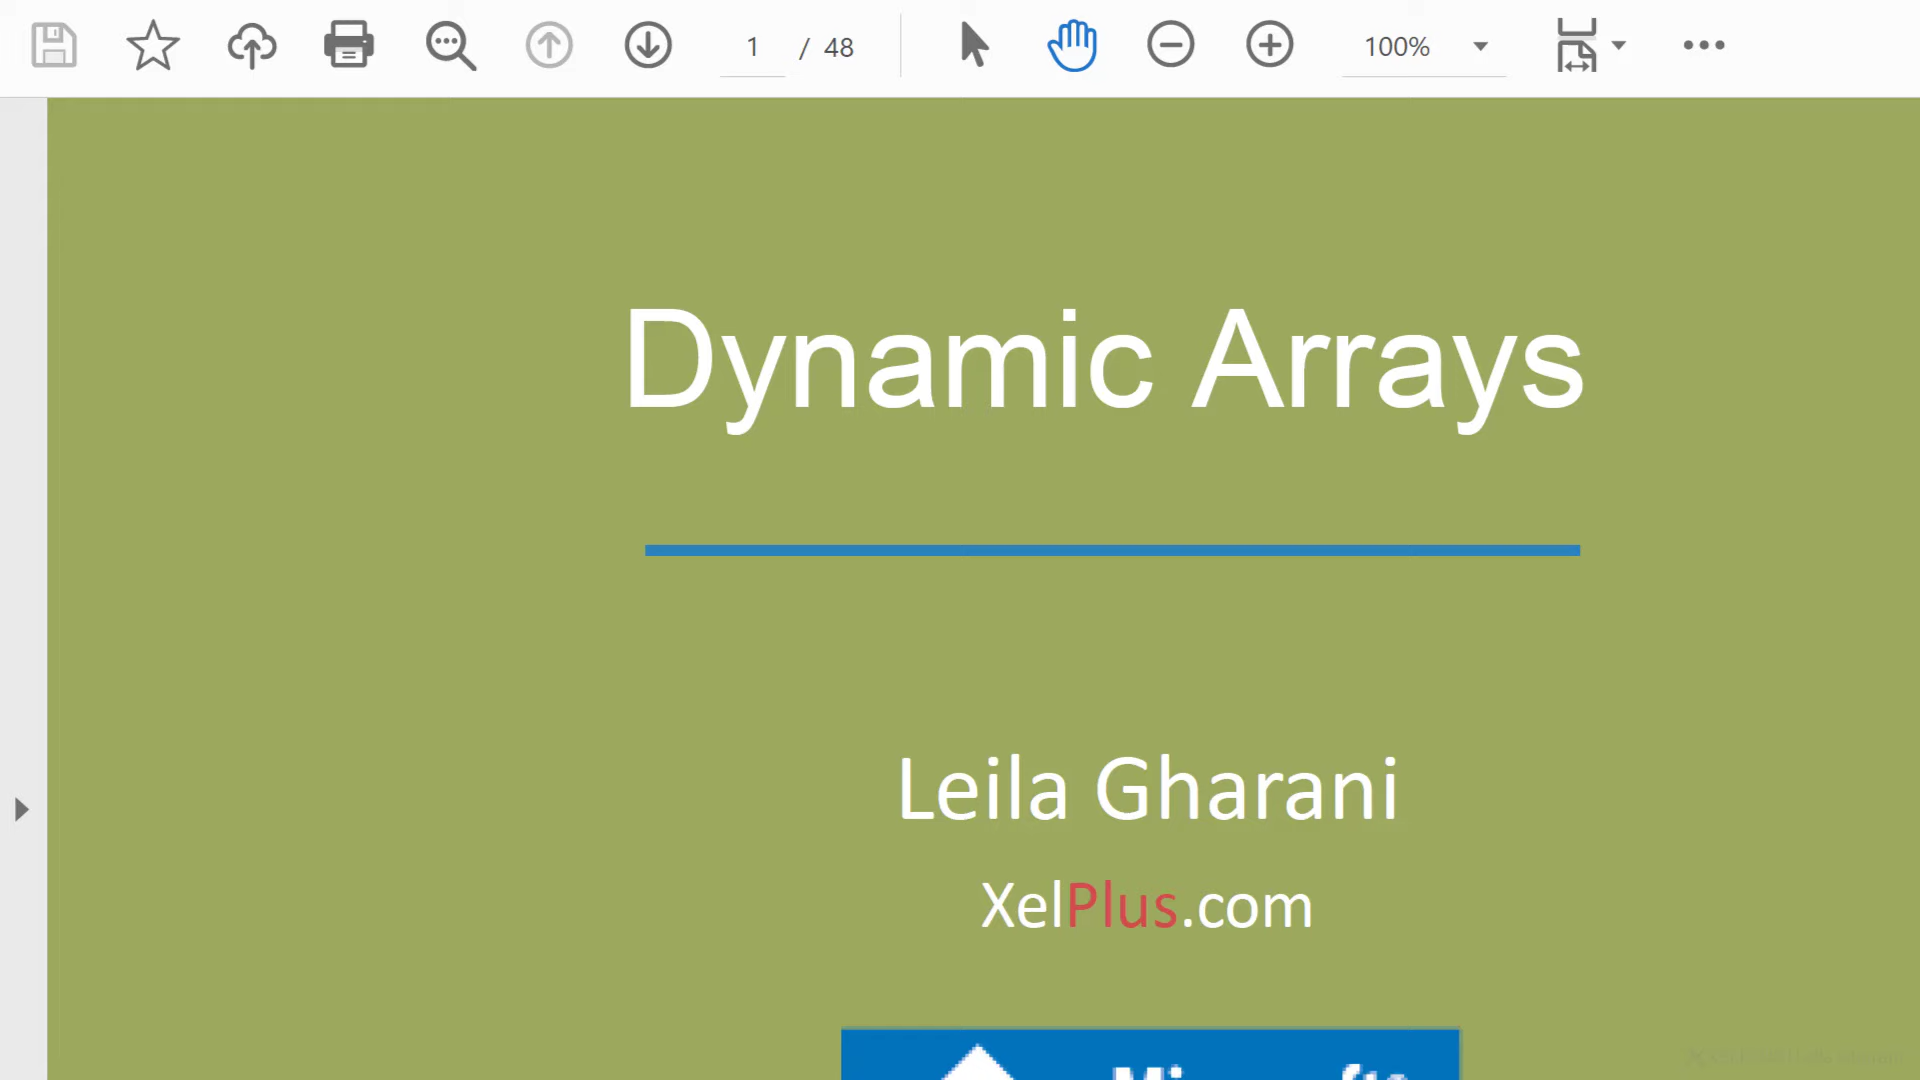 1 / 48 100%
Dynamic Arrays
Leila Gharani
XelPlus.com